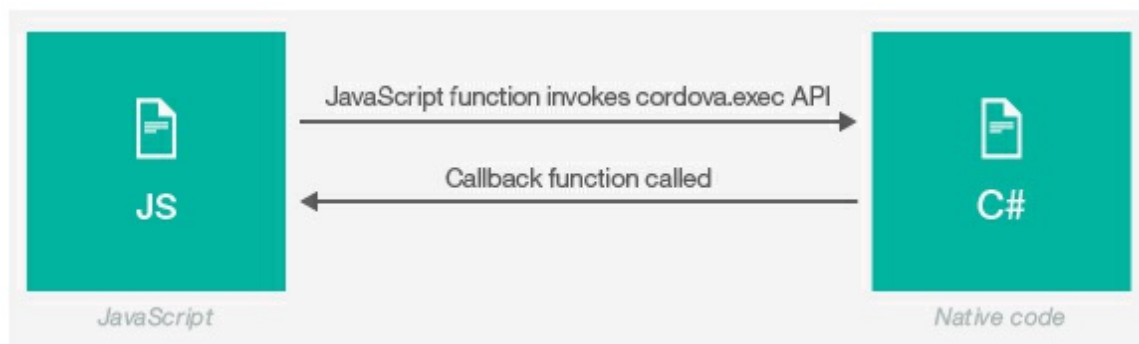 JavaScript function invokes cordova.exec API
Callback function called
JS
C#
JavaScript
Native code